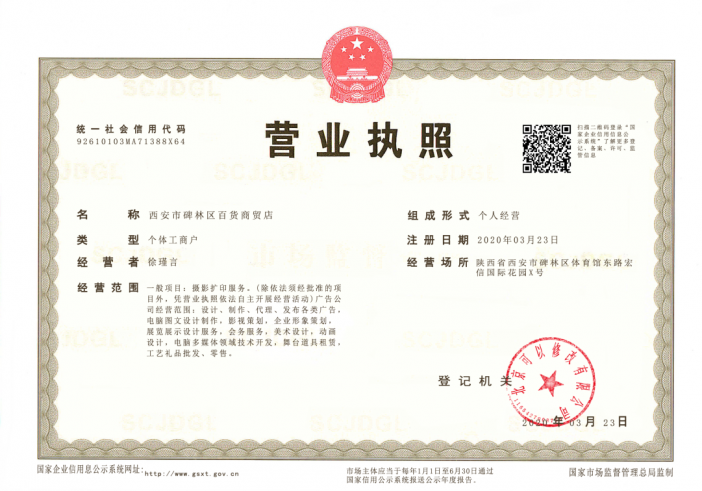 统一社会信用代码
92610103MA71388X64
营业执照
扫描二维码登录“国
家企业信用信息公
示系统”了解更多登
记、备案、许可、监
管信息
名 称 西安市碑林区百货商贸店
类 型 个体工商户
经 营 者 徐瑾言
经 营 范 围 一般项目：摄影扩印服务。(除依法须经批准的项
目外，凭营业执照依法自主开展经营活动)广告公
司经营范围：设计、制作、代理、发布各类广告，
电脑图文设计制作，影视策划，企业形象策划，
展览展示设计服务，会务服务，美术设计，动画
设计，电脑多媒体领域技术开发，舞台道具租赁，
工艺礼品批发、零售。
组 成 形 式 个人经营
注 册 日 期 2020年03月23日
经 营 场 所 陕西省西安市碑林区体育馆东路宏
信国际花园X号
登 记 机 关
北京可以修改有限公司
2020年03月23日
国家企业信用信息公示系统网址：http://www.gsxt.gov.cn
市场主体应当于每年1月1日至6月30日通过
国家信用公示系统报送公示年度报告。
国家市场监督管理总局监制